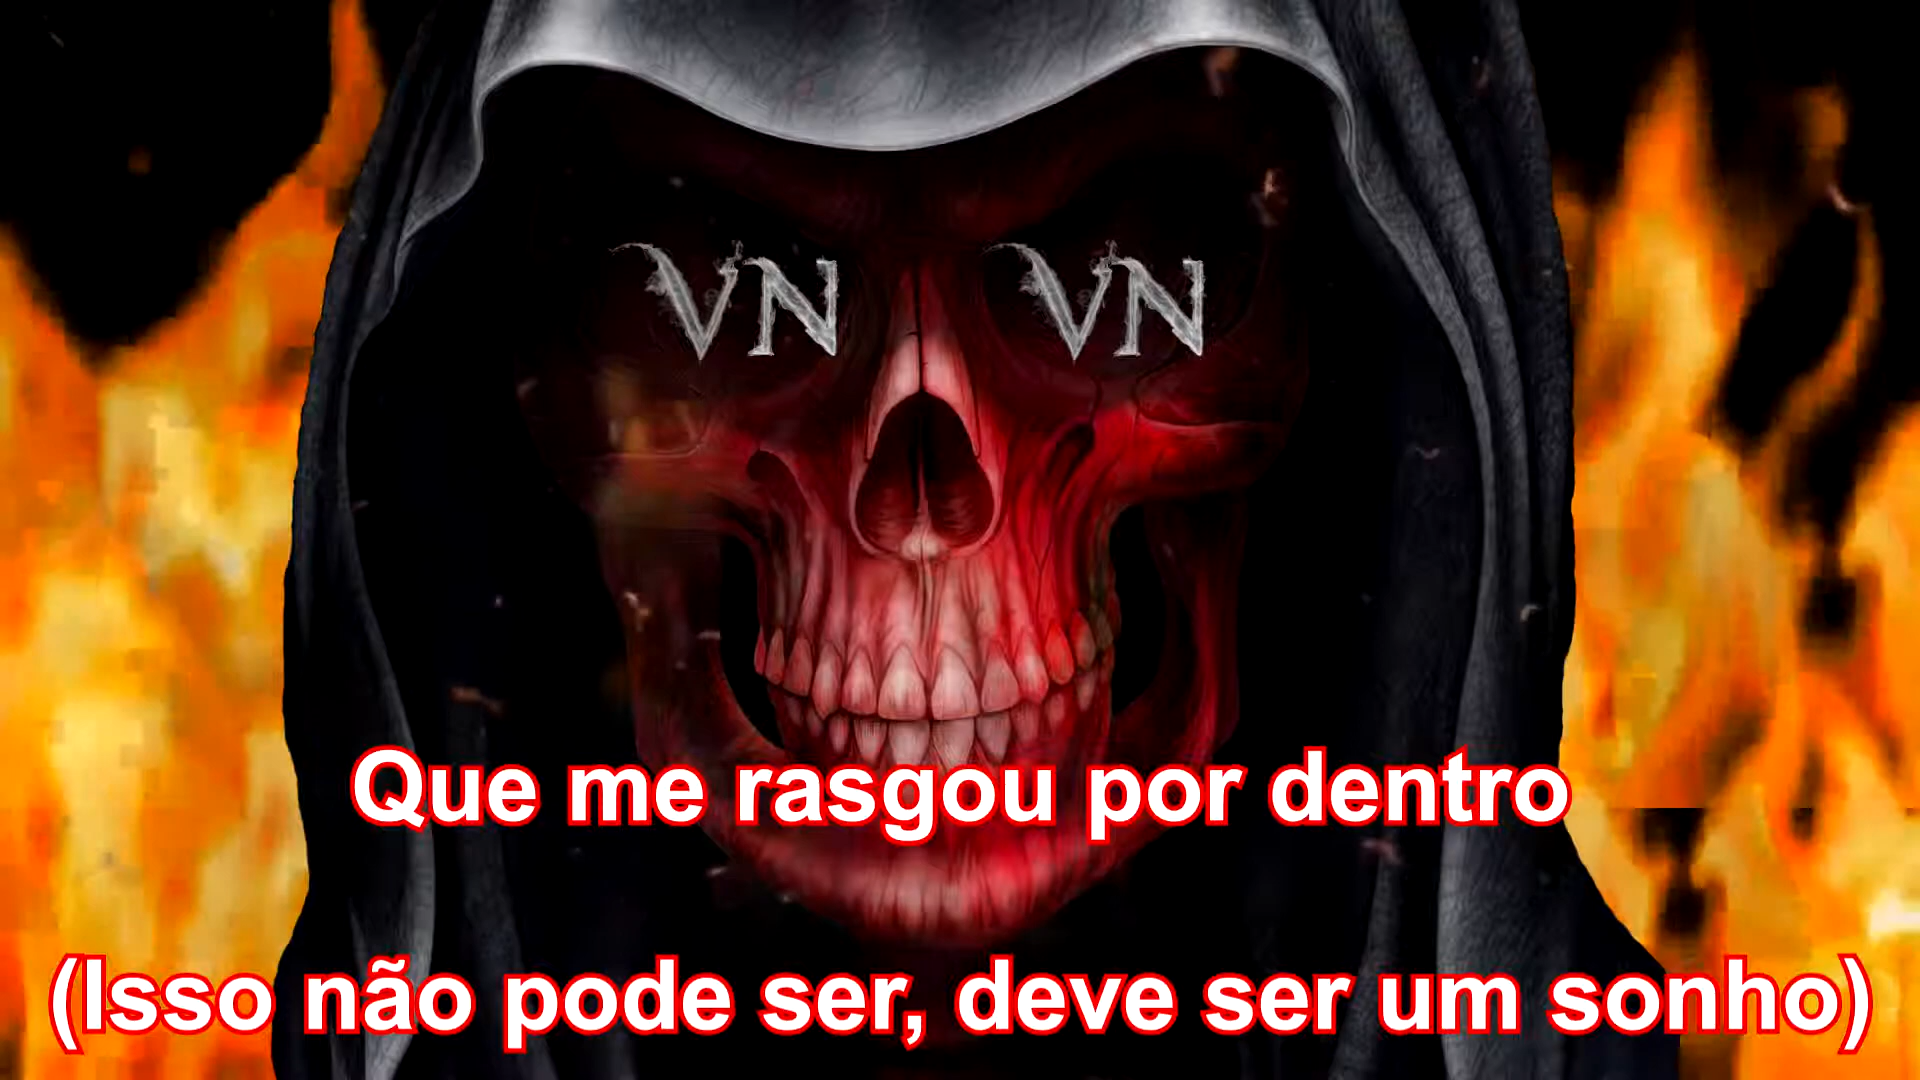 VN VN
Que me rasgou por dentro
(Isso não pode ser, deve ser um sonho)